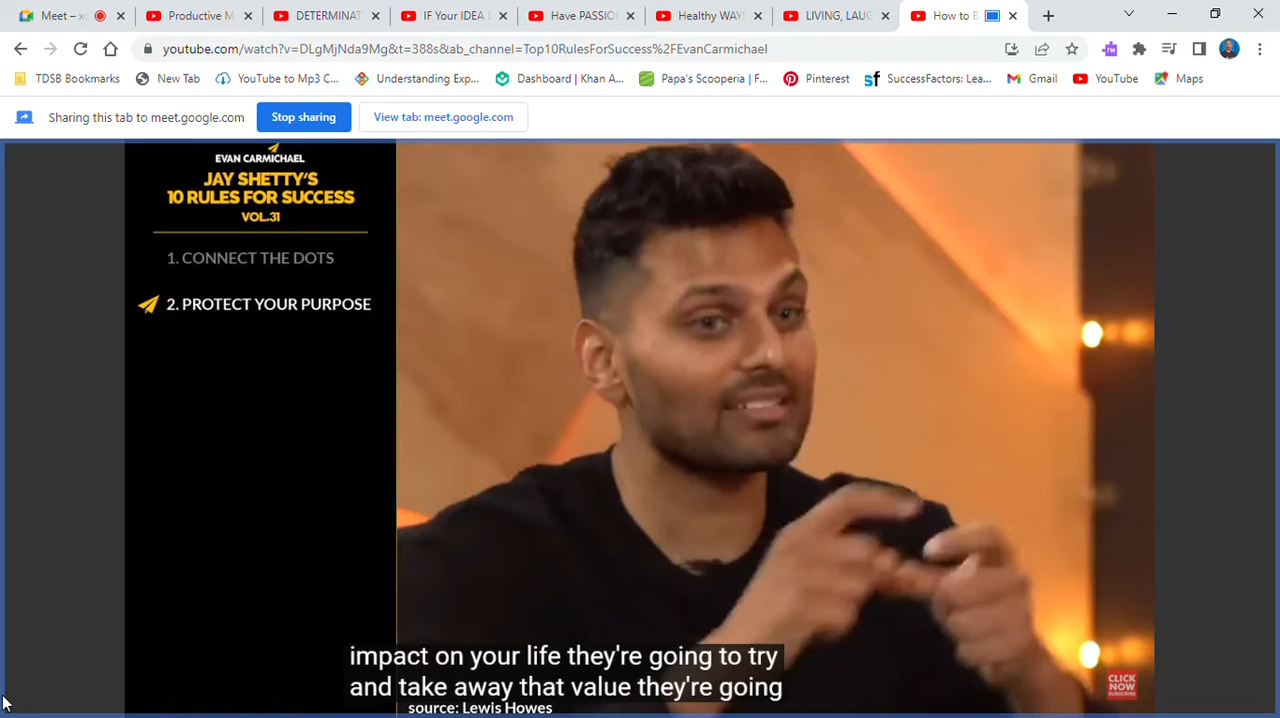 Meet – xc
Productive M
DETERMINAT
IF Your IDEA I
Have PASSIO
Healthy WAYS
LIVING, LAUG
How to B
youtube.com/watch?v=DLgMjNda9Mg&t=388s&ab_channel=Top10RulesForSuccess%2FEvanCarmichael
TDSB Bookmarks
New Tab
YouTube to Mp3 C...
Understanding Exp...
Dashboard | Khan A...
Papa's Scooperia | F...
Pinterest
SuccessFactors: Lea...
Gmail
YouTube
Maps
Sharing this tab to meet.google.com
Stop sharing
View tab: meet.google.com
EVAN CARMICHAEL
JAY SHETTY'S
10 RULES FOR SUCCESS
VOL.31
1. CONNECT THE DOTS
2. PROTECT YOUR PURPOSE
impact on your life they're going to try
and take away that value they're going
source: Lewis Howes
CLICK
NOW
SUBSCRIBE